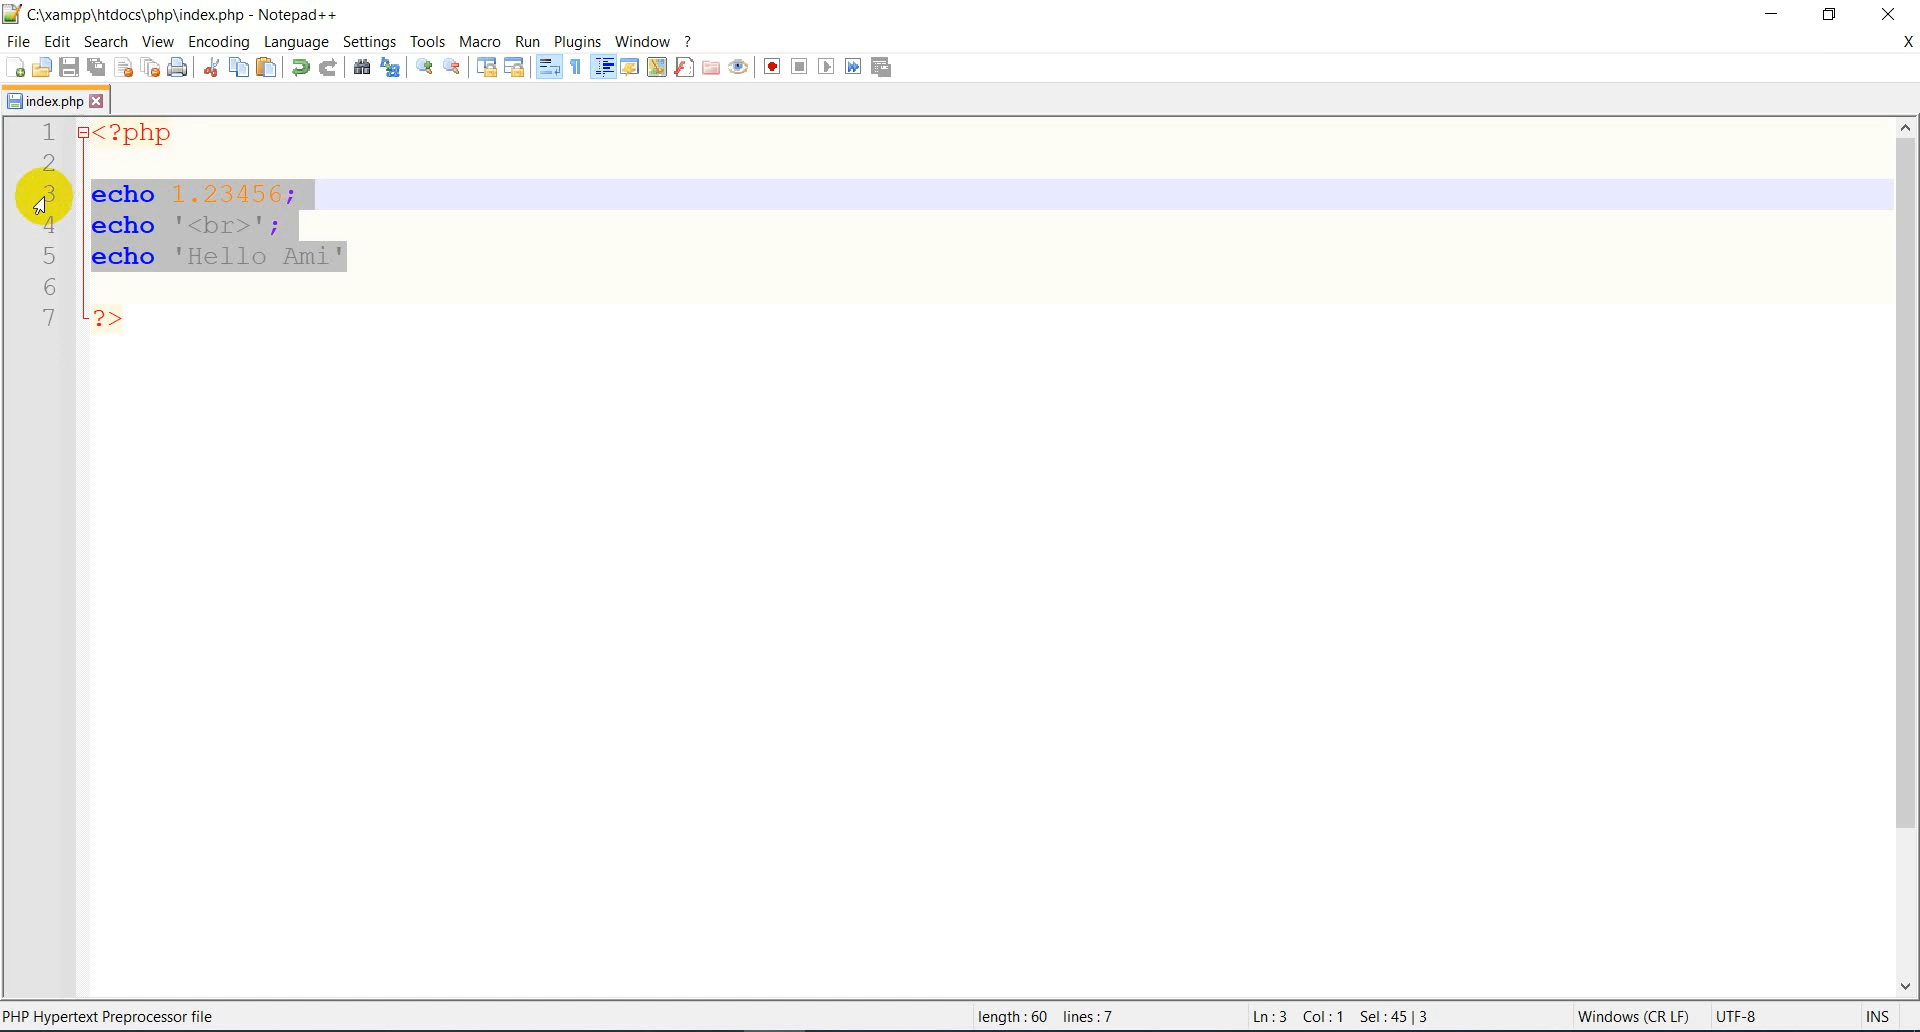 C:\xampp\htdocs\php\index.php - Notepad++
File Edit Search View Encoding Language Settings Tools Macro Run Plugins Window ? X
index.php
1 <?php
2
3 echo 1.23456;
4 echo '<br>';
5 echo 'Hello Ami'
6
7 ?>
PHP Hypertext Preprocessor file length : 60 lines : 7 Ln : 3 Col : 1 Sel : 45 | 3 Windows (CR LF) UTF-8 INS